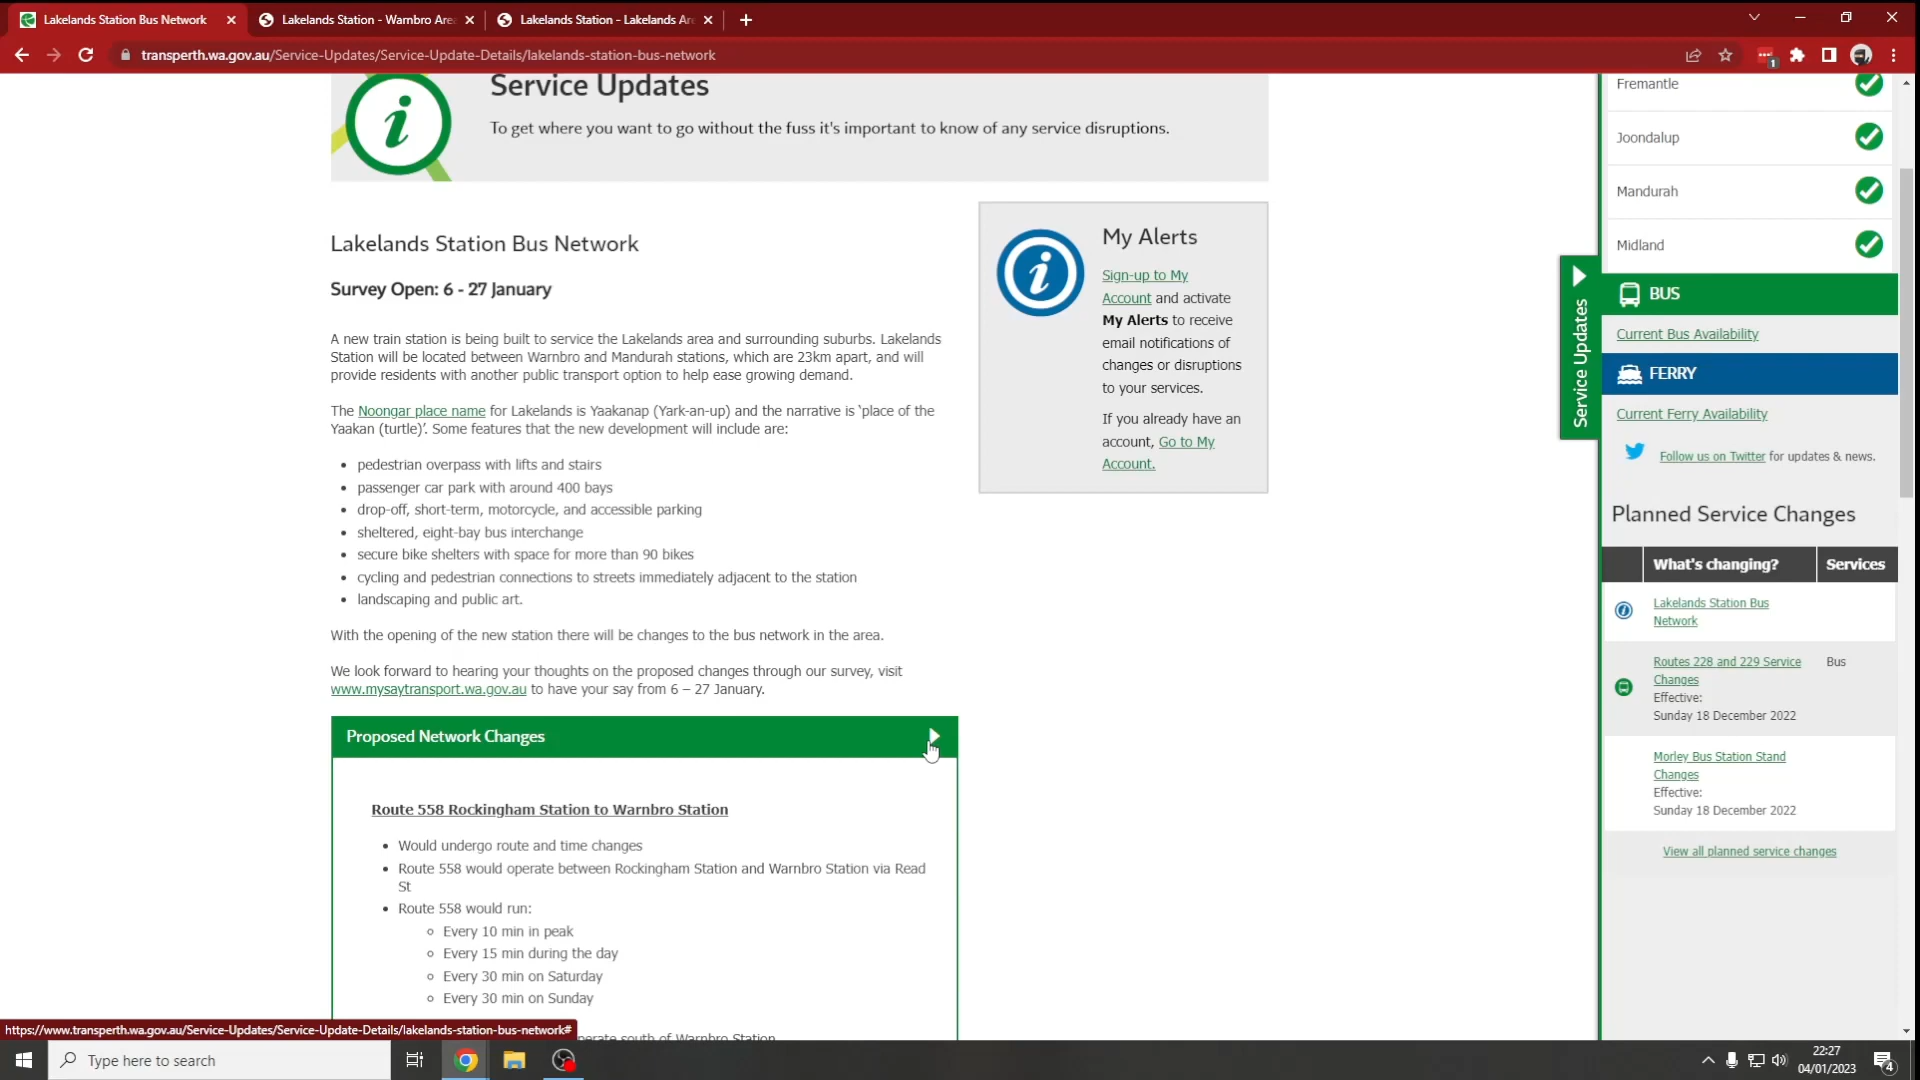 Lakelands Station Bus Network
Lakelands Station - Warnbro Are
Lakelands Station - Lakelands Are
transperth.wa.gov.au/Service-Updates/Service-Update-Details/lakelands-station-bus-network
1
Service Updates
To get where you want to go without the fuss it's important to know of any service disruptions.
Lakelands Station Bus Network
Survey Open: 6 - 27 January
A new train station is being built to service the Lakelands area and surrounding suburbs. Lakelands
Station will be located between Warnbro and Mandurah stations, which are 23km apart, and will
provide residents with another public transport option to help ease growing demand.
The Noongar place name for Lakelands is Yaakanap (Yark-an-up) and the narrative is ‘place of the
Yaakan (turtle)’. Some features that the new development will include are:
• pedestrian overpass with lifts and stairs
• passenger car park with around 400 bays
• drop-off, short-term, motorcycle, and accessible parking
• sheltered, eight-bay bus interchange
• secure bike shelters with space for more than 90 bikes
• cycling and pedestrian connections to streets immediately adjacent to the station
• landscaping and public art.
With the opening of the new station there will be changes to the bus network in the area.
We look forward to hearing your thoughts on the proposed changes through our survey, visit
www.mysaytransport.wa.gov.au to have your say from 6 – 27 January.
Proposed Network Changes
Route 558 Rockingham Station to Warnbro Station
• Would undergo route and time changes
• Route 558 would operate between Rockingham Station and Warnbro Station via Read
St
• Route 558 would run:
Every 10 min in peak
Every 15 min during the day
Every 30 min on Saturday
Every 30 min on Sunday
perate south of Warnbro Station
My Alerts
Sign-up to My
Account and activate
My Alerts to receive
email notifications of
changes or disruptions
to your services.
If you already have an
account, Go to My
Account.
Service Updates
Fremantle
Joondalup
Mandurah
Midland
BUS
Current Bus Availability
FERRY
Current Ferry Availability
Follow us on Twitter for updates & news.
Planned Service Changes
What's changing? Services
Lakelands Station Bus
Network
Routes 228 and 229 Service Bus
Changes
Effective:
Sunday 18 December 2022
Morley Bus Station Stand
Changes
Effective:
Sunday 18 December 2022
View all planned service changes
https://www.transperth.wa.gov.au/Service-Updates/Service-Update-Details/lakelands-station-bus-network#
Type here to search
22:27
04/01/2023
4